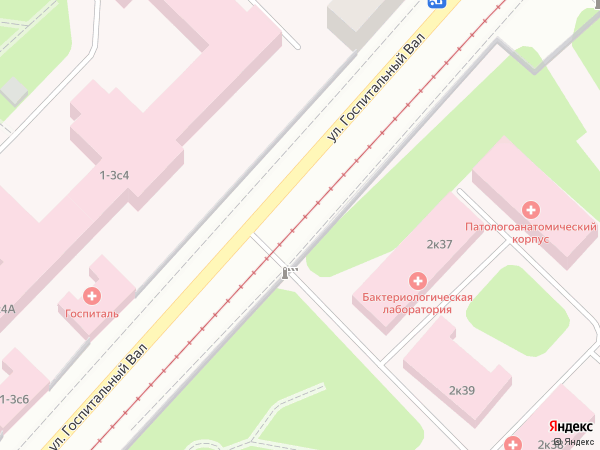 ул. Госпитальный Вал
1-3с4
Патологоанатомический
корпус
2к37
Бактериологическая
лаборатория
Госпиталь
4А
ул. Госпитальный Вал
1-3с6
2к39
2к38
Яндекс
© Яндекс